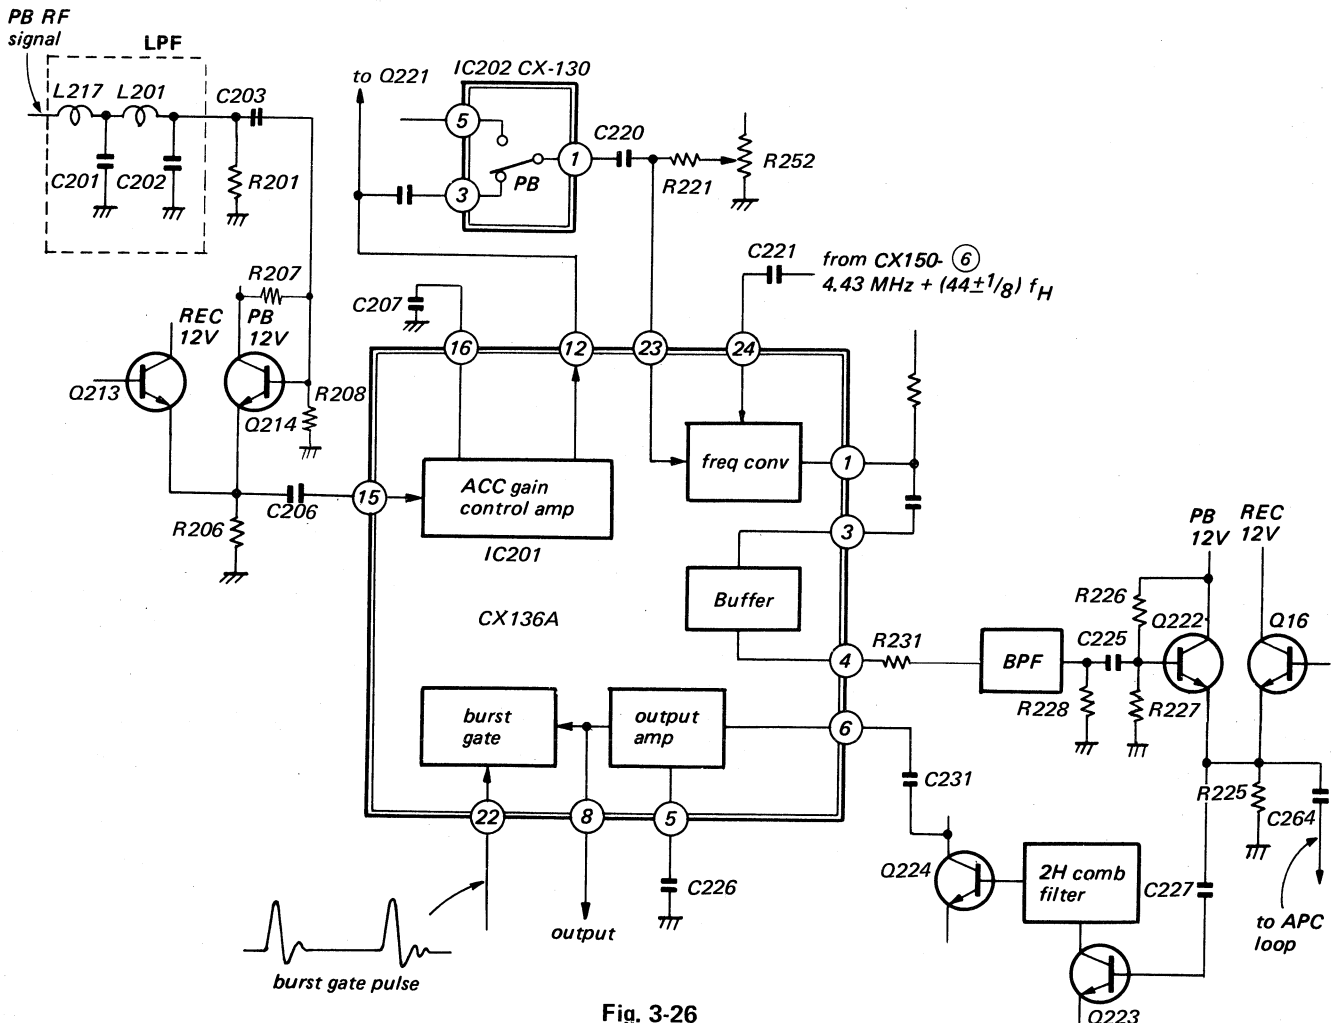 PB RF
signal
LPF
L217
L201
C203
C201
C202
R201
to Q221
IC202 CX-130
5
1
3
PB
C220
R221
R252
C221
from CX150- 6
4.43 MHz + (44±1/8) fH
R207
REC
12V
PB
12V
C207
Q213
Q214
R208
16
12
23
24
freq conv
1
ACC gain
control amp
15
C206
R206
IC201
3
CX136A
Buffer
4
R231
BPF
C225
R226
PB
12V
REC
12V
Q222
Q16
R228
R227
burst
gate
output
amp
6
C231
R225
C264
22
8
5
C226
Q224
2H comb
filter
C227
to APC
loop
output
burst gate pulse
Q223
Fig. 3-26